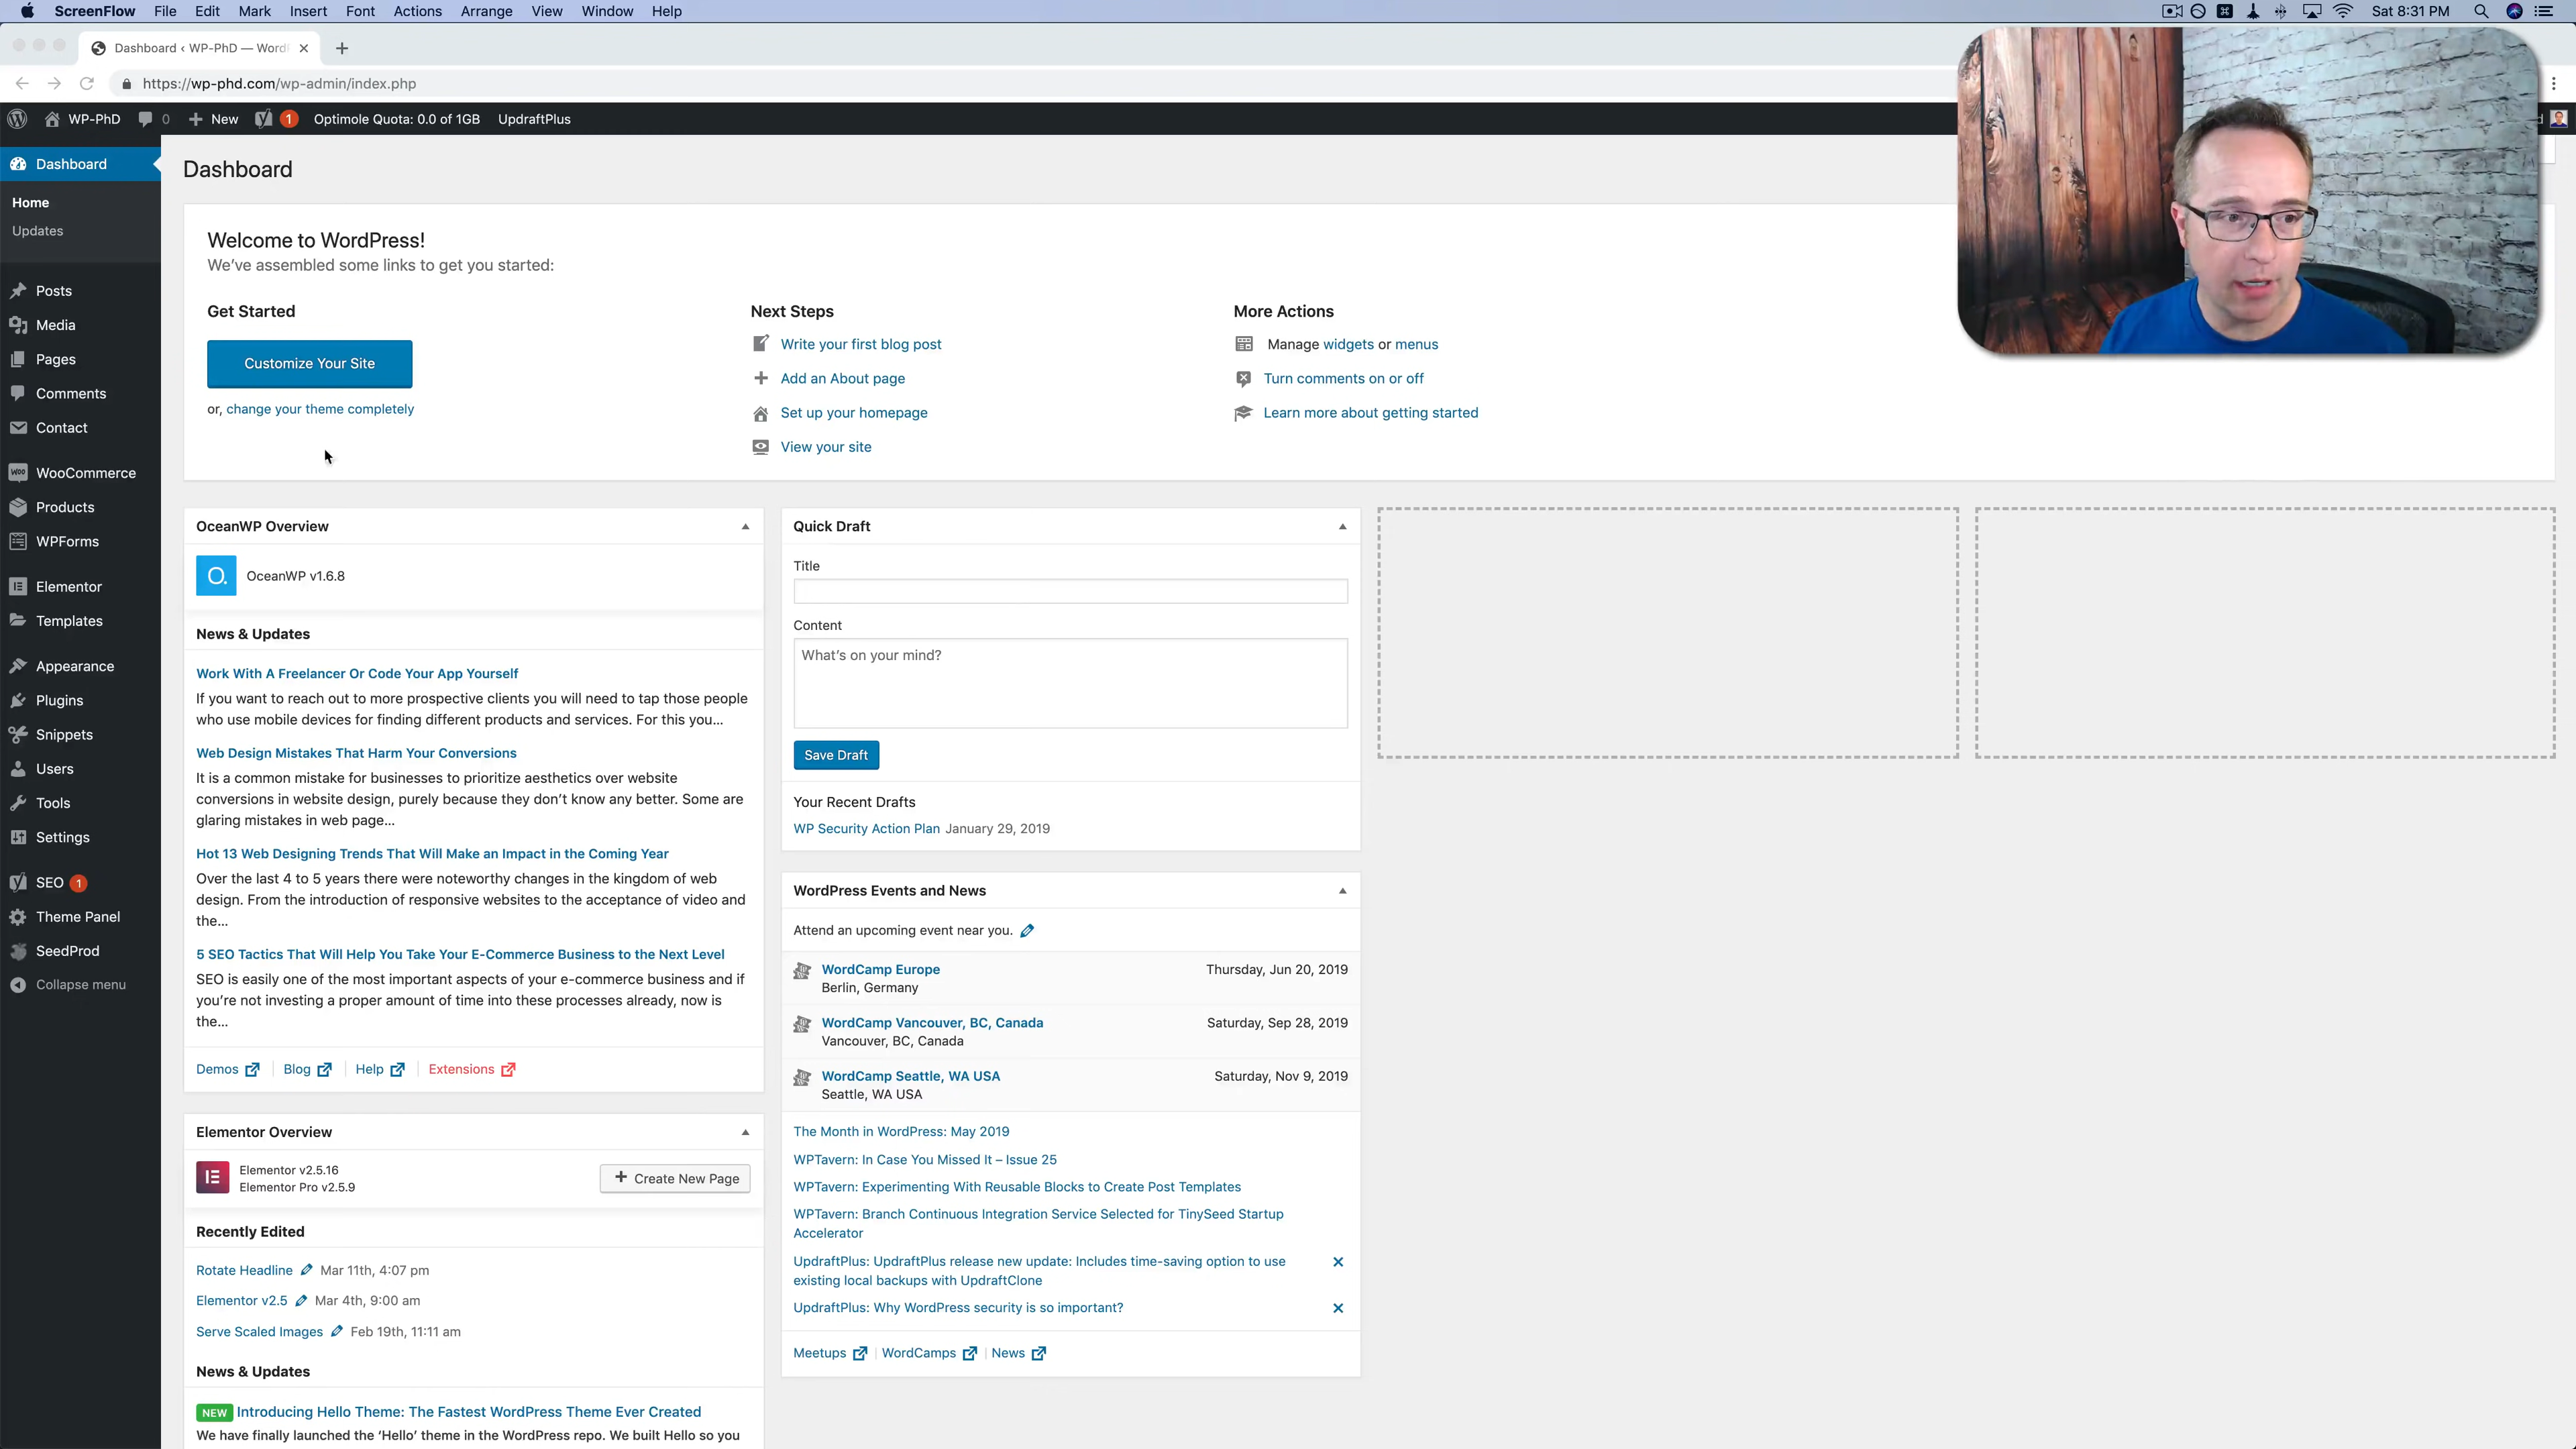 ScreenFlow File Edit Mark Insert Font Actions Arrange View Window Help
Sat 8:31 PM
Dashboard ‹ WP-PhD — Word
https://wp-phd.com/wp-admin/index.php
WP-PhD 0 New 1 Optimole Quota: 0.0 of 1GB UpdraftPlus
Dashboard
Home
Updates
Posts
Media
Pages
Comments
Contact
WooCommerce
Products
WPForms
Elementor
Templates
Appearance
Plugins
Snippets
Users
Tools
Settings
SEO 1
Theme Panel
SeedProd
Collapse menu
Dashboard
Welcome to WordPress!
We've assembled some links to get you started:
Get Started
Customize Your Site
or, change your theme completely
Next Steps
Write your first blog post
Add an About page
Set up your homepage
View your site
More Actions
Manage widgets or menus
Turn comments on or off
Learn more about getting started
OceanWP Overview
O.
OceanWP v1.6.8
News & Updates
Work With A Freelancer Or Code Your App Yourself
If you want to reach out to more prospective clients you will need to tap those people
who use mobile devices for finding different products and services. For this you...
Web Design Mistakes That Harm Your Conversions
It is a common mistake for businesses to prioritize aesthetics over website
conversions in website design, purely because they don't know any better. Some are
glaring mistakes in web page...
Hot 13 Web Designing Trends That Will Make an Impact in the Coming Year
Over the last 4 to 5 years there were noteworthy changes in the kingdom of web
design. From the introduction of responsive websites to the acceptance of video and
the...
5 SEO Tactics That Will Help You Take Your E-Commerce Business to the Next Level
SEO is easily one of the most important aspects of your e-commerce business and if
you're not investing a proper amount of time into these processes already, now is
the...
Demos Blog Help Extensions
Elementor Overview
Elementor v2.5.16
Elementor Pro v2.5.9
Create New Page
Recently Edited
Rotate Headline Mar 11th, 4:07 pm
Elementor v2.5 Mar 4th, 9:00 am
Serve Scaled Images Feb 19th, 11:11 am
News & Updates
NEW Introducing Hello Theme: The Fastest WordPress Theme Ever Created
We have finally launched the 'Hello' theme in the WordPress repo. We built Hello so you
Quick Draft
Title
Content
What's on your mind?
Save Draft
Your Recent Drafts
WP Security Action Plan January 29, 2019
WordPress Events and News
Attend an upcoming event near you.
WordCamp Europe Thursday, Jun 20, 2019
Berlin, Germany
WordCamp Vancouver, BC, Canada Saturday, Sep 28, 2019
Vancouver, BC, Canada
WordCamp Seattle, WA USA Saturday, Nov 9, 2019
Seattle, WA USA
The Month in WordPress: May 2019
WPTavern: In Case You Missed It – Issue 25
WPTavern: Experimenting With Reusable Blocks to Create Post Templates
WPTavern: Branch Continuous Integration Service Selected for TinySeed Startup
Accelerator
UpdraftPlus: UpdraftPlus release new update: Includes time-saving option to use
existing local backups with UpdraftClone
UpdraftPlus: Why WordPress security is so important?
Meetups WordCamps News